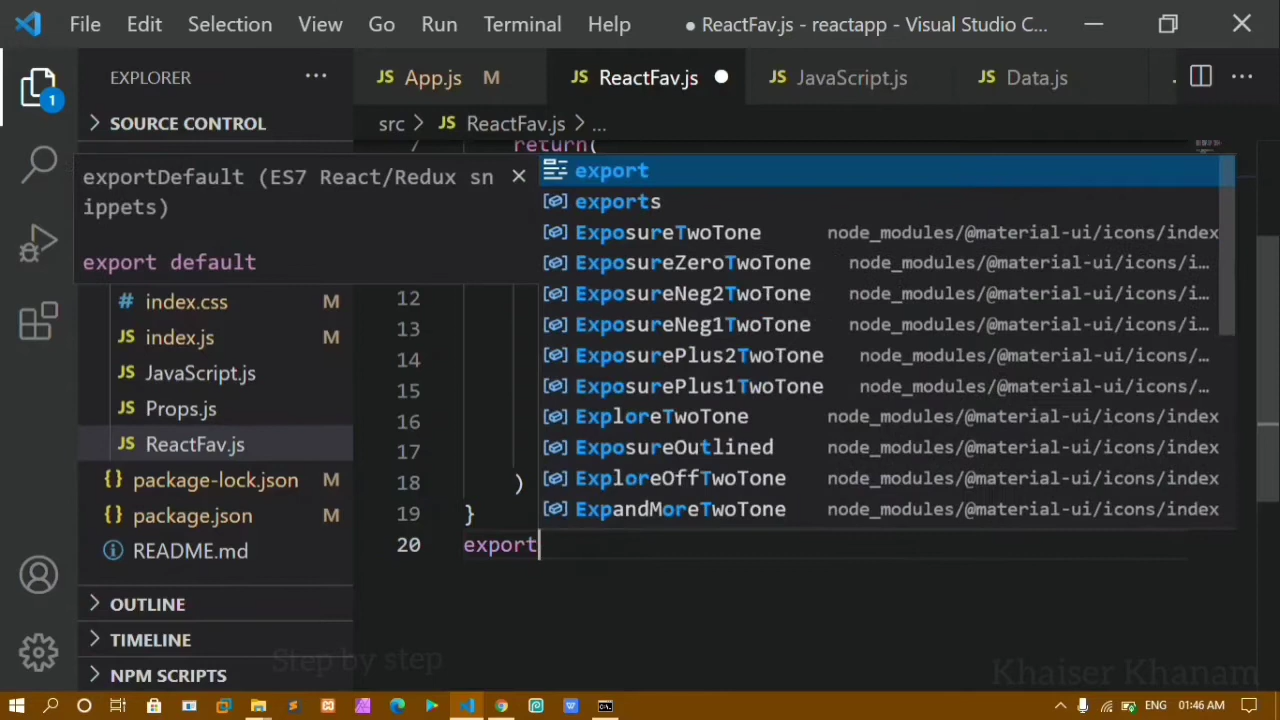 File Edit Selection View Go Run Terminal Help ● ReactFav.js - reactapp - Visual Studio C...
EXPLORER ...
JS App.js M
JS ReactFav.js
JS JavaScript.js
JS Data.js
SOURCE CONTROL
src > JS ReactFav.js > ...
7 return(
exportDefault (ES7 React/Redux sn
ippets)
export default
export
exports
ExposureTwoTone node_modules/@material-ui/icons/index
ExposureZeroTwoTone node_modules/@material-ui/icons/i...
ExposureNeg2TwoTone node_modules/@material-ui/icons/i...
ExposureNeg1TwoTone node_modules/@material-ui/icons/i...
ExposurePlus2TwoTone node_modules/@material-ui/icons/...
ExposurePlus1TwoTone node_modules/@material-ui/icons/...
ExploreTwoTone node_modules/@material-ui/icons/index
ExposureOutlined node_modules/@material-ui/icons/index
ExploreOffTwoTone node_modules/@material-ui/icons/index
ExpandMoreTwoTone node_modules/@material-ui/icons/index
1
# index.css M
JS index.js M
JS JavaScript.js
JS Props.js
JS ReactFav.js
{} package-lock.json M
{} package.json M
README.md
12
13
14
15
16
17
18 )
19 }
20 export
OUTLINE
TIMELINE
NPM SCRIPTS
Step by step
Khaiser Khanam
ENG 01:46 AM